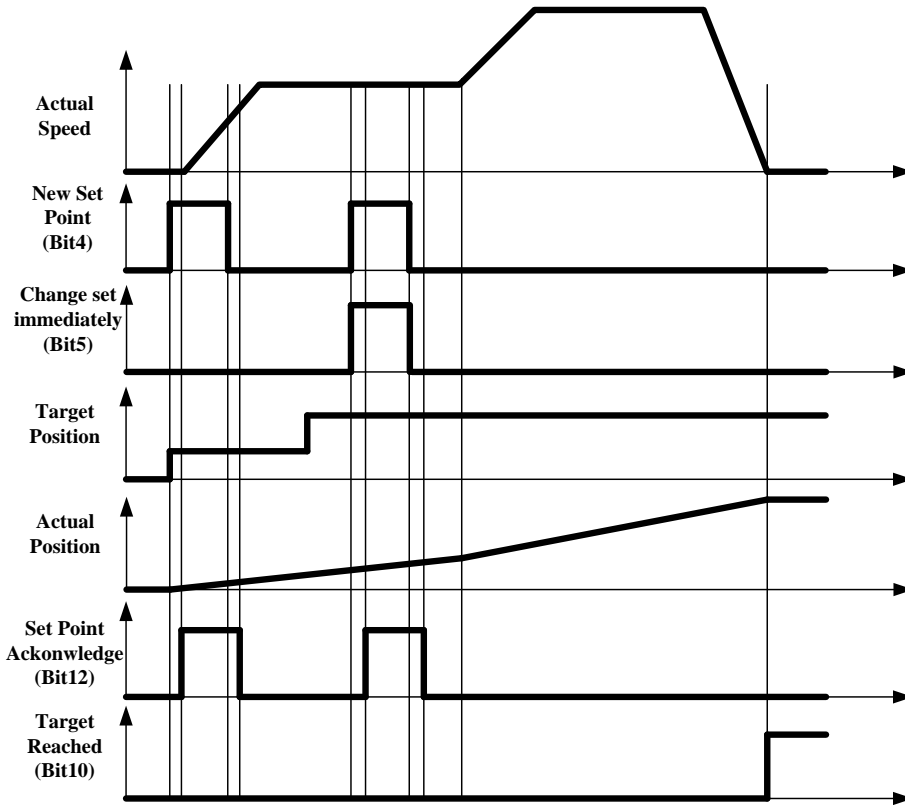 Actual
Speed
New Set
Point
(Bit4)
Change set
immediately
(Bit5)
Target
Position
Actual
Position
Set Point
Ackonwledge
(Bit12)
Target
Reached
(Bit10)